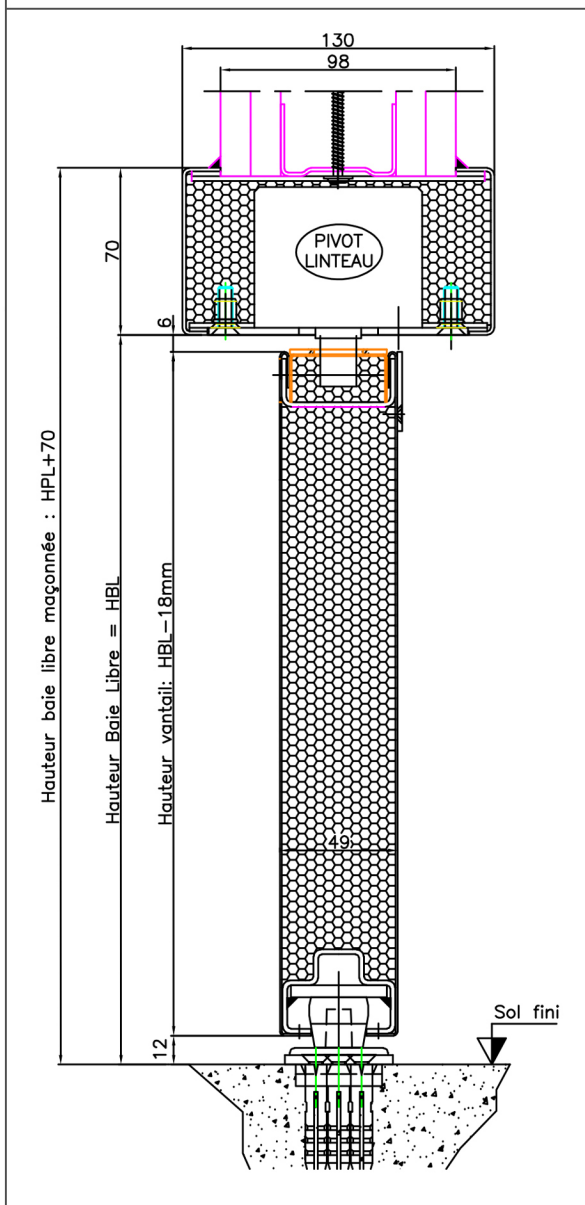 130
98
PIVOT
LINTEAU
70
6
Hauteur baie libre maçonnée : HPL+70
Hauteur Baie Libre = HBL
Hauteur vantail: HBL-18mm
49
Sol fini
12